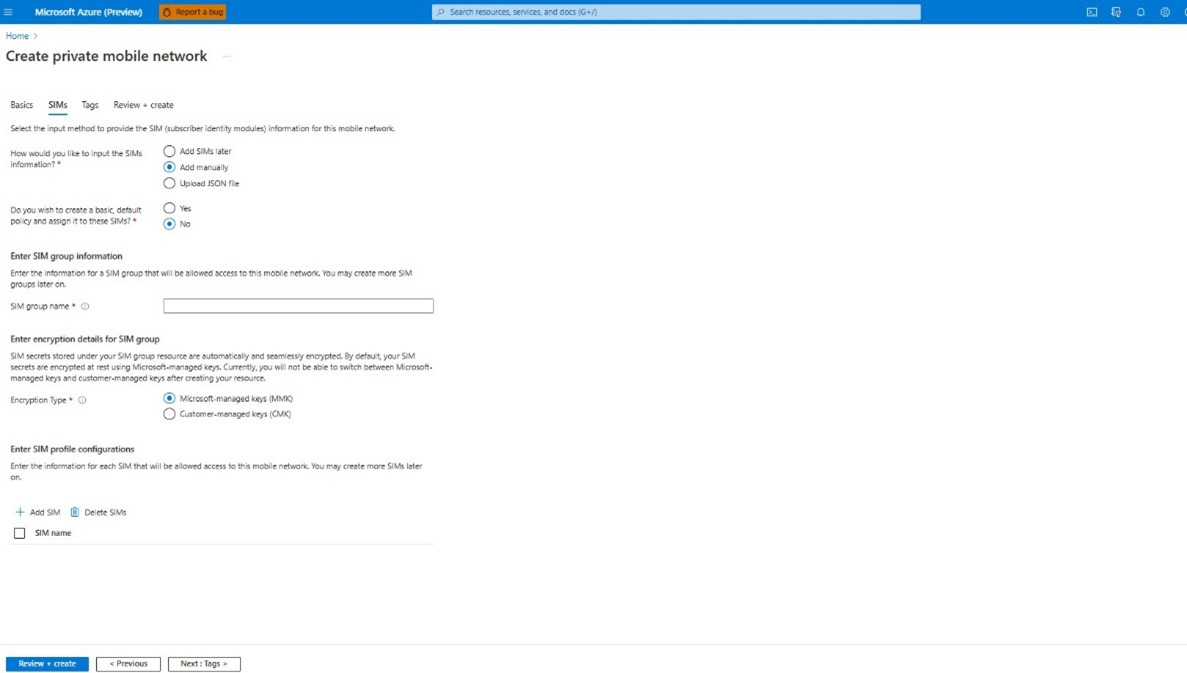 Microsoft Azure (Preview)
Report a bug
Search resources, services, and docs (G+/)
Home >
Create private mobile network ...
Basics SIMs Tags Review + create
Select the input method to provide the SIM (subscriber identity modules) information for this mobile network.
How would you like to input the SIMs
information? *
Add SIMs later
Add manually
Upload JSON file
Do you wish to create a basic, default
policy and assign it to these SIMs? *
Yes
No
Enter SIM group information
Enter the information for a SIM group that will be allowed access to this mobile network. You may create more SIM
groups later on.
SIM group name *
Enter encryption details for SIM group
SIM secrets stored under your SIM group resource are automatically and seamlessly encrypted. By default, your SIM
secrets are encrypted at rest using Microsoft-managed keys. Currently, you will not be able to switch between Microsoft-
managed keys and customer-managed keys after creating your resource.
Encryption Type *
Microsoft-managed keys (MMK)
Customer-managed keys (CMK)
Enter SIM profile configurations
Enter the information for each SIM that will be allowed access to this mobile network. You may create more SIMs later
on.
+ Add SIM Delete SIMs
SIM name
Review + create < Previous Next : Tags >